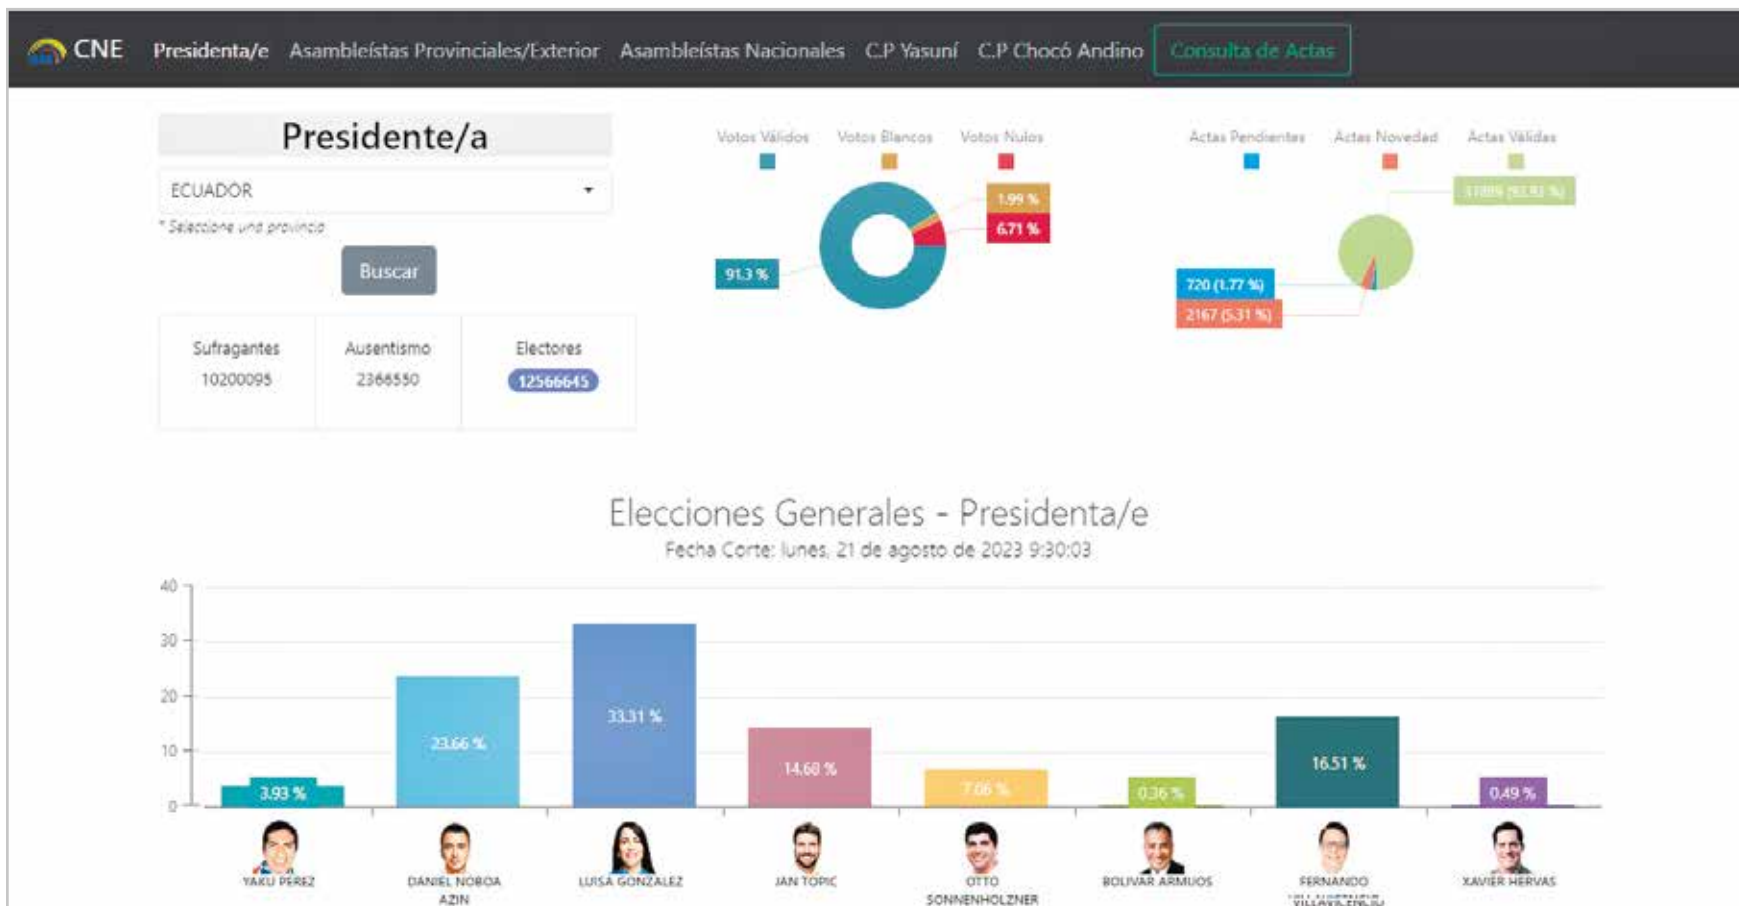 CNE Presidenta/e Asambleístas Provinciales/Exterior Asambleístas Nacionales C.P Yasuní C.P Chocó Andino Consulta de Actas
Presidente/a
ECUADOR
* Seleccione una provincia
Buscar
Sufragantes Ausentismo Electores
10200095 2366550 12566645
Votos Válidos Votos Blancos Votos Nulos
1.99 %
6.71 %
91.3 %
Actas Pendientes Actas Novedad Actas Válidas
720 (1.77 %)
2167 (5.31 %)
Elecciones Generales - Presidenta/e
Fecha Corte: lunes, 21 de agosto de 2023 9:30:03
40
30
20
10
0
3.93 %
23.66 %
33.31 %
14.68 %
7.06 %
0.36 %
16.51 %
0.49 %
YAKU PEREZ
DANIEL NOBOA
AZIN
LUISA GONZALEZ
JAN TOPIC
OTTO
SONNENHOLZNER
BOLIVAR ARMIJOS
FERNANDO
XAVIER HERVAS